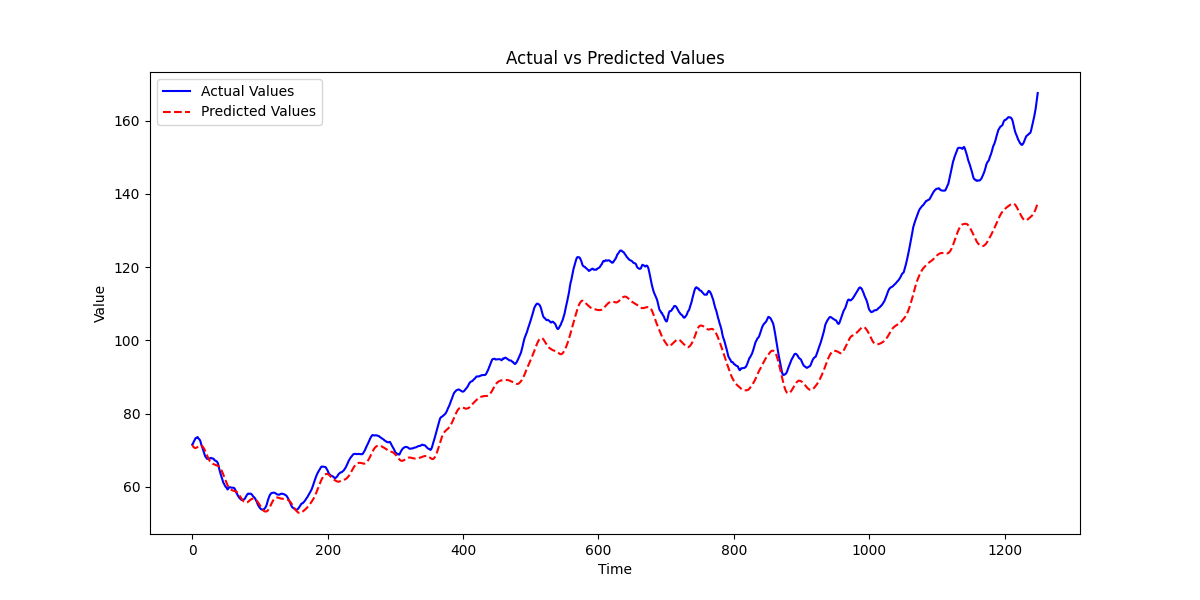 Actual vs Predicted Values
Actual Values
Predicted Values
160
140
120
100
80
60
Value
0 200 400 600 800 1000 1200
Time